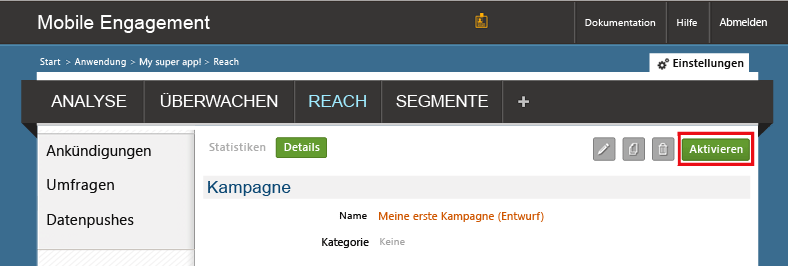 Mobile Engagement Dokumentation Hilfe Abmelden
Start > Anwendung > My super app! > Reach
Einstellungen
ANALYSE ÜBERWACHEN REACH SEGMENTE +
Ankündigungen
Umfragen
Datenpushes
Statistiken Details Aktivieren
Kampagne
Name Meine erste Kampagne (Entwurf)
Kategorie Keine